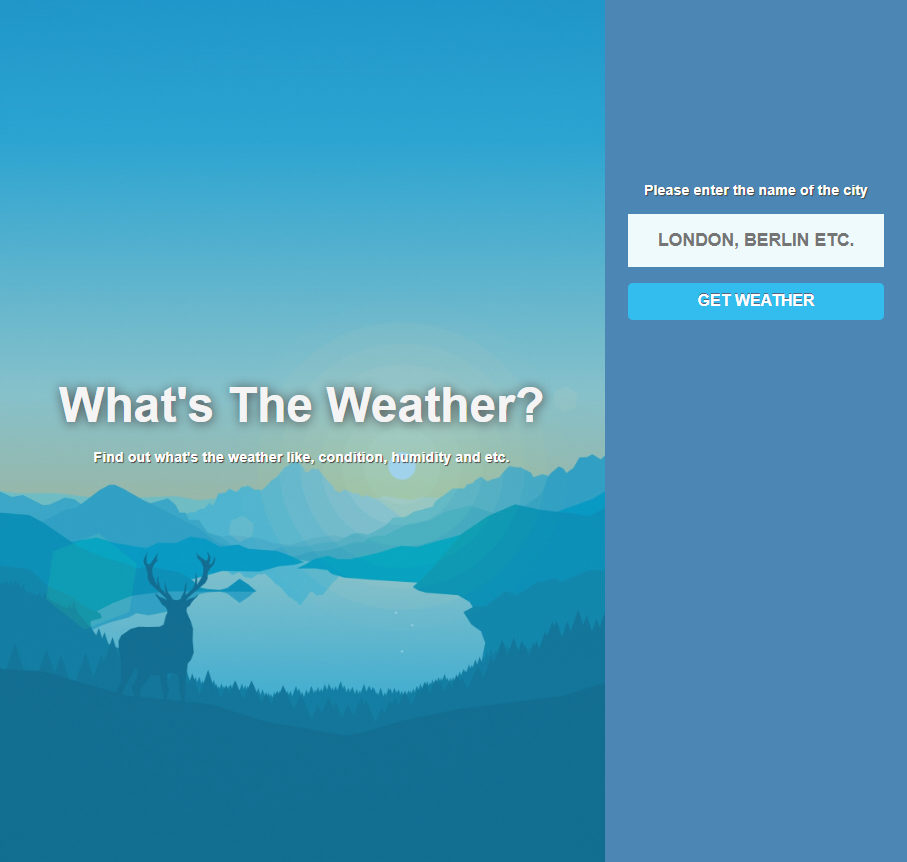 What's The Weather?
Find out what's the weather like, condition, humidity and etc.
Please enter the name of the city
LONDON, BERLIN ETC.
GET WEATHER